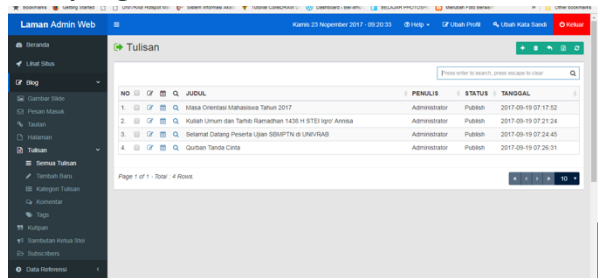 Bookmarks Getting Started
Other bookmarks
Laman Admin Web
Kamis 23 Nopember 2017 - 09:20:33 Help Ubah Profil Ubah Kata Sandi Keluar
Beranda
Lihat Situs
Blog
Gambar Slide
Pesan Masuk
Tautan
Halaman
Tulisan
Semua Tulisan
Tambah Baru
Kategori Tulisan
Komentar
Tags
Kutipan
Sambutan Ketua Stei
Subscribers
Data Referensi
Tulisan
Press enter to search, press escape to clear
NO JUDUL PENULIS STATUS TANGGAL
1. Masa Orientasi Mahasiswa Tahun 2017 Administrator Publish 2017-09-19 07:17:52
2. Kuliah Umum dan Tarhib Ramadhan 1438 H STEI Iqro' Annisa Administrator Publish 2017-09-19 07:21:24
3. Selamat Datang Peserta Ujian SBMPTN di UNIVRAB Administrator Publish 2017-09-19 07:24:45
4. Qurban Tanda Cinta Administrator Publish 2017-09-19 07:26:31
Page 1 of 1 - Total : 4 Rows.
10